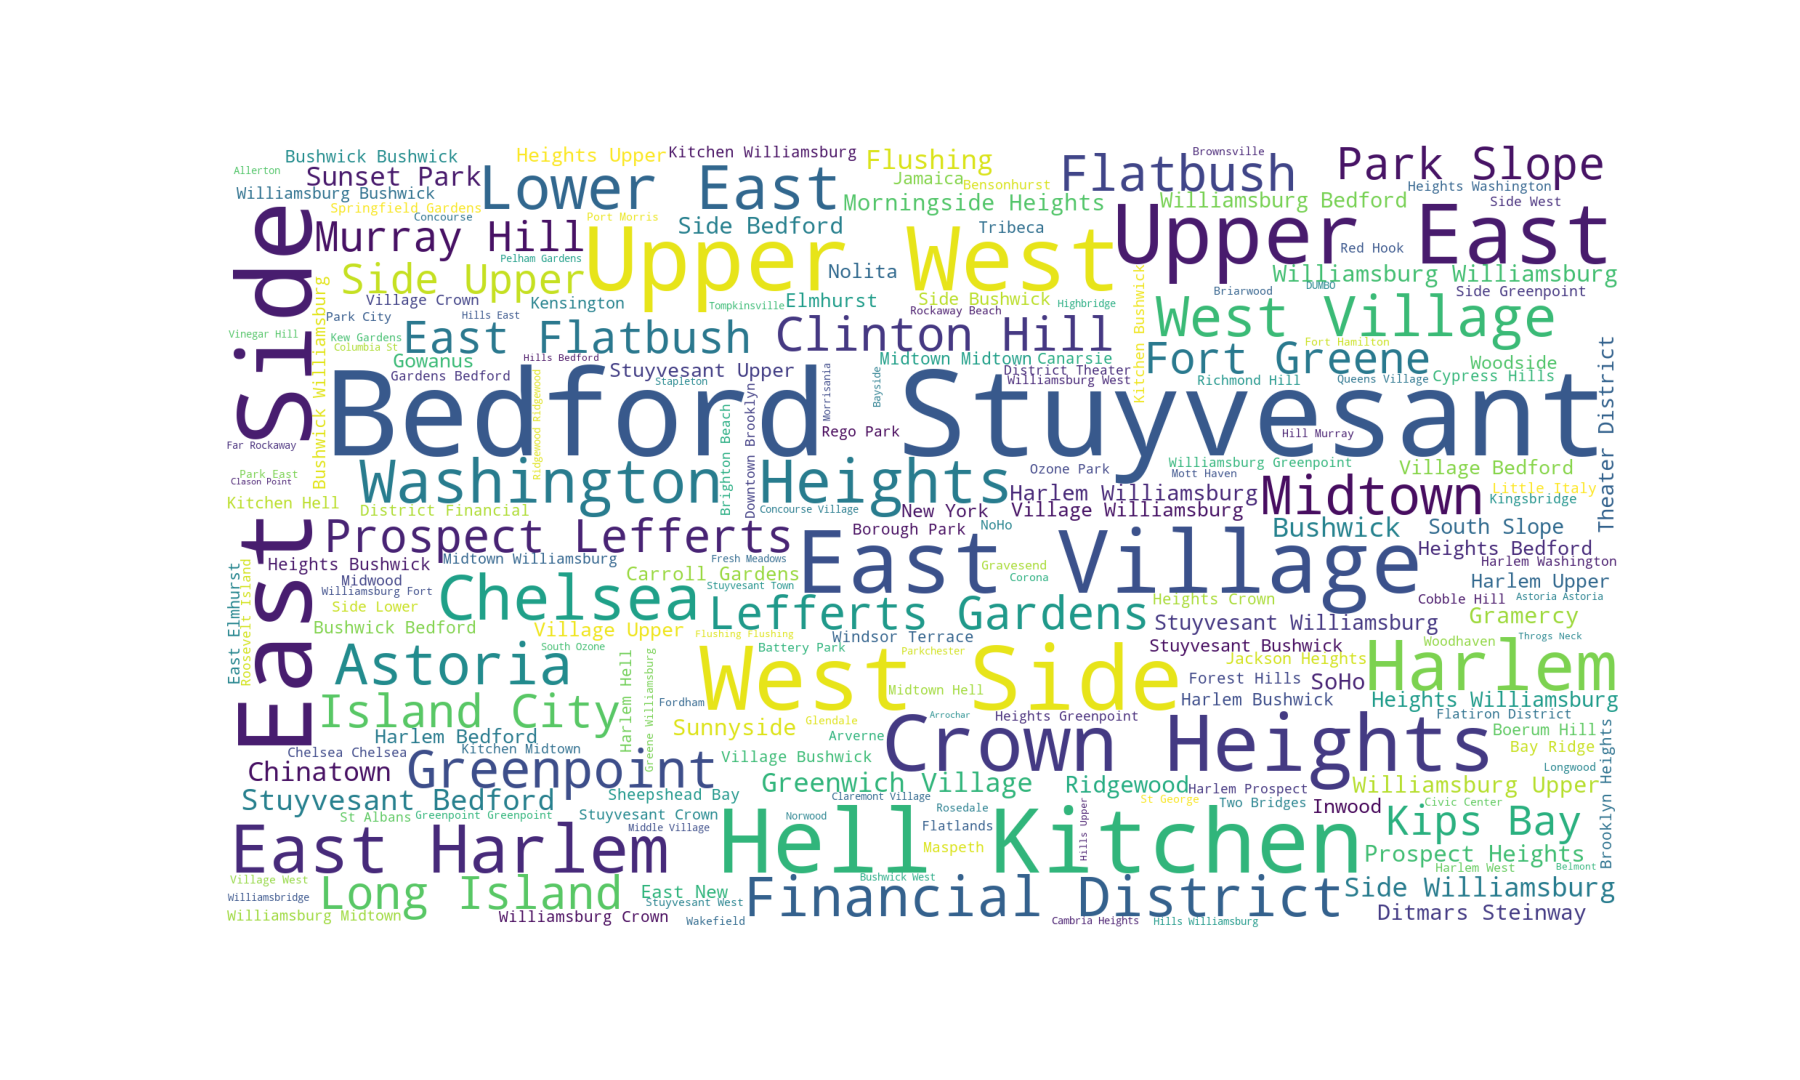 Allerton
Bushwick Bushwick
Heights Upper
Kitchen Williamsburg
Flushing
Brownsville
Park Slope
Sunset Park
Lower East
Jamaica
Bensonhurst
Flatbush
Heights Washington
Williamsburg Bushwick
Springfield Gardens
Concourse
Port Morris
Morningside Heights
Williamsburg Bedford
Side West
Murray Hill
Side Bedford
Tribeca
Upper East
Red Hook
Pelham Gardens
Upper West
Nolita
Side Upper
Williamsburg Williamsburg
East Side
Bushwick Williamsburg
Village Crown
Kensington
Tompkinsville
Elmhurst
Side Bushwick
Highbridge
Kitchen Bushwick
Briarwood
DUMBO
Side Greenpoint
Park City
Hills East
Rockaway Beach
West Village
Vinegar Hill
Kew Gardens
Columbia St
East Flatbush
Clinton Hill
Fort Hamilton
Theater District
Gowanus
Hills Bedford
Midtown Midtown
Canarsie
Fort Greene
Woodside
Gardens Bedford
Stuyvesant Upper
Stapleton
District Theater
Williamsburg West
Richmond Hill
Queens Village
Cypress Hills
Ridgewood Ridgewood
Morrisania
Bayside
Bedford Stuyvesant
Downtown Brooklyn
Brighton Beach
Rego Park
Hill Murray
Far Rockaway
Park East
Clason Point
Washington Heights
Ozone Park
Williamsburg Greenpoint
Mott Haven
Village Bedford
Kitchen Hell
District Financial
Concourse Village
New York
Harlem Williamsburg
Village Williamsburg
Midtown
Little Italy
Kingsbridge
Prospect Lefferts
Borough Park
NoHo
Bushwick
South Slope
Heights Bushwick
Midtown Williamsburg
Fresh Meadows
East Village
Gravesend
Corona
Heights Bedford
Harlem Washington
East Elmhurst
Roosevelt Island
Midwood
Williamsburg Fort
Side Lower
Chelsea
Carroll Gardens
Stuyvesant Town
Harlem Upper
Cobble Hill
Astoria Astoria
Heights Crown
Bushwick Bedford
Village Upper
Lefferts Gardens
Flushing Flushing
Windsor Terrace
Stuyvesant Williamsburg
Gramercy
South Ozone
Battery Park
Parkchester
Stuyvesant Bushwick
Woodhaven
Throgs Neck
Astoria
Harlem Hell
Greene Williamsburg
West Side
Jackson Heights
Harlem
Midtown Hell
Forest Hills
SoHo
Island City
Fordham
Harlem Bushwick
Heights Williamsburg
Harlem Bedford
Sunnyside
Glendale
Arrochar
Heights Greenpoint
Flatiron District
Arverne
Boerum Hill
Chelsea Chelsea
Kitchen Midtown
Village Bushwick
Crown Heights
Bay Ridge
Brooklyn Heights
Chinatown
Greenpoint
Longwood
Greenwich Village
Ridgewood
Harlem Prospect
Williamsburg Upper
Stuyvesant Bedford
Sheepshead Bay
Claremont Village
St George
Two Bridges
Inwood
Civic Center
St Albans
Greenpoint Greenpoint
Stuyvesant Crown
Rosedale
Norwood
Middle Village
Flatlands
Hills Upper
Kips Bay
East Harlem
Hell Kitchen
Maspeth
Prospect Heights
Harlem West
Belmont
Village West
Bushwick West
Long Island
East New
Financial District
Side Williamsburg
Williamsbridge
Stuyvesant West
Williamsburg Midtown
Williamsburg Crown
Wakefield
Cambria Heights
Hills Williamsburg
Ditmars Steinway